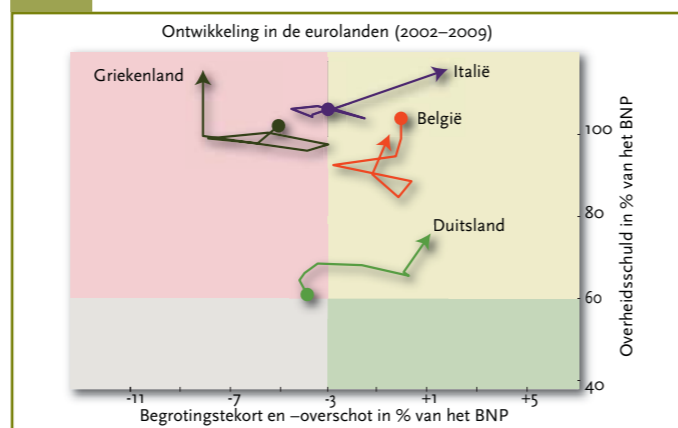 Ontwikkeling in de eurolanden (2002–2009)
Griekenland
Italië
België
Duitsland
100
80
60
40
Overheidsschuld in % van het BNP
-11
-7
-3
+1
+5
Begrotingstekort en –overschot in % van het BNP